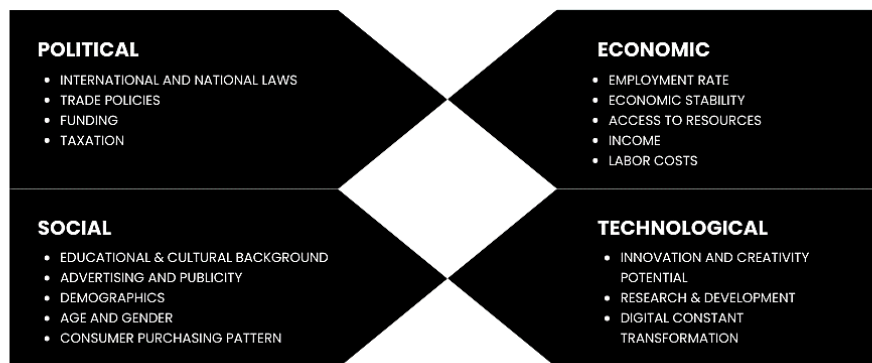 POLITICAL
INTERNATIONAL AND NATIONAL LAWS
TRADE POLICIES
FUNDING
TAXATION
ECONOMIC
EMPLOYMENT RATE
ECONOMIC STABILITY
ACCESS TO RESOURCES
INCOME
LABOR COSTS
SOCIAL
EDUCATIONAL & CULTURAL BACKGROUND
ADVERTISING AND PUBLICITY
DEMOGRAPHICS
AGE AND GENDER
CONSUMER PURCHASING PATTERN
TECHNOLOGICAL
INNOVATION AND CREATIVITY
POTENTIAL
RESEARCH & DEVELOPMENT
DIGITAL CONSTANT
TRANSFORMATION